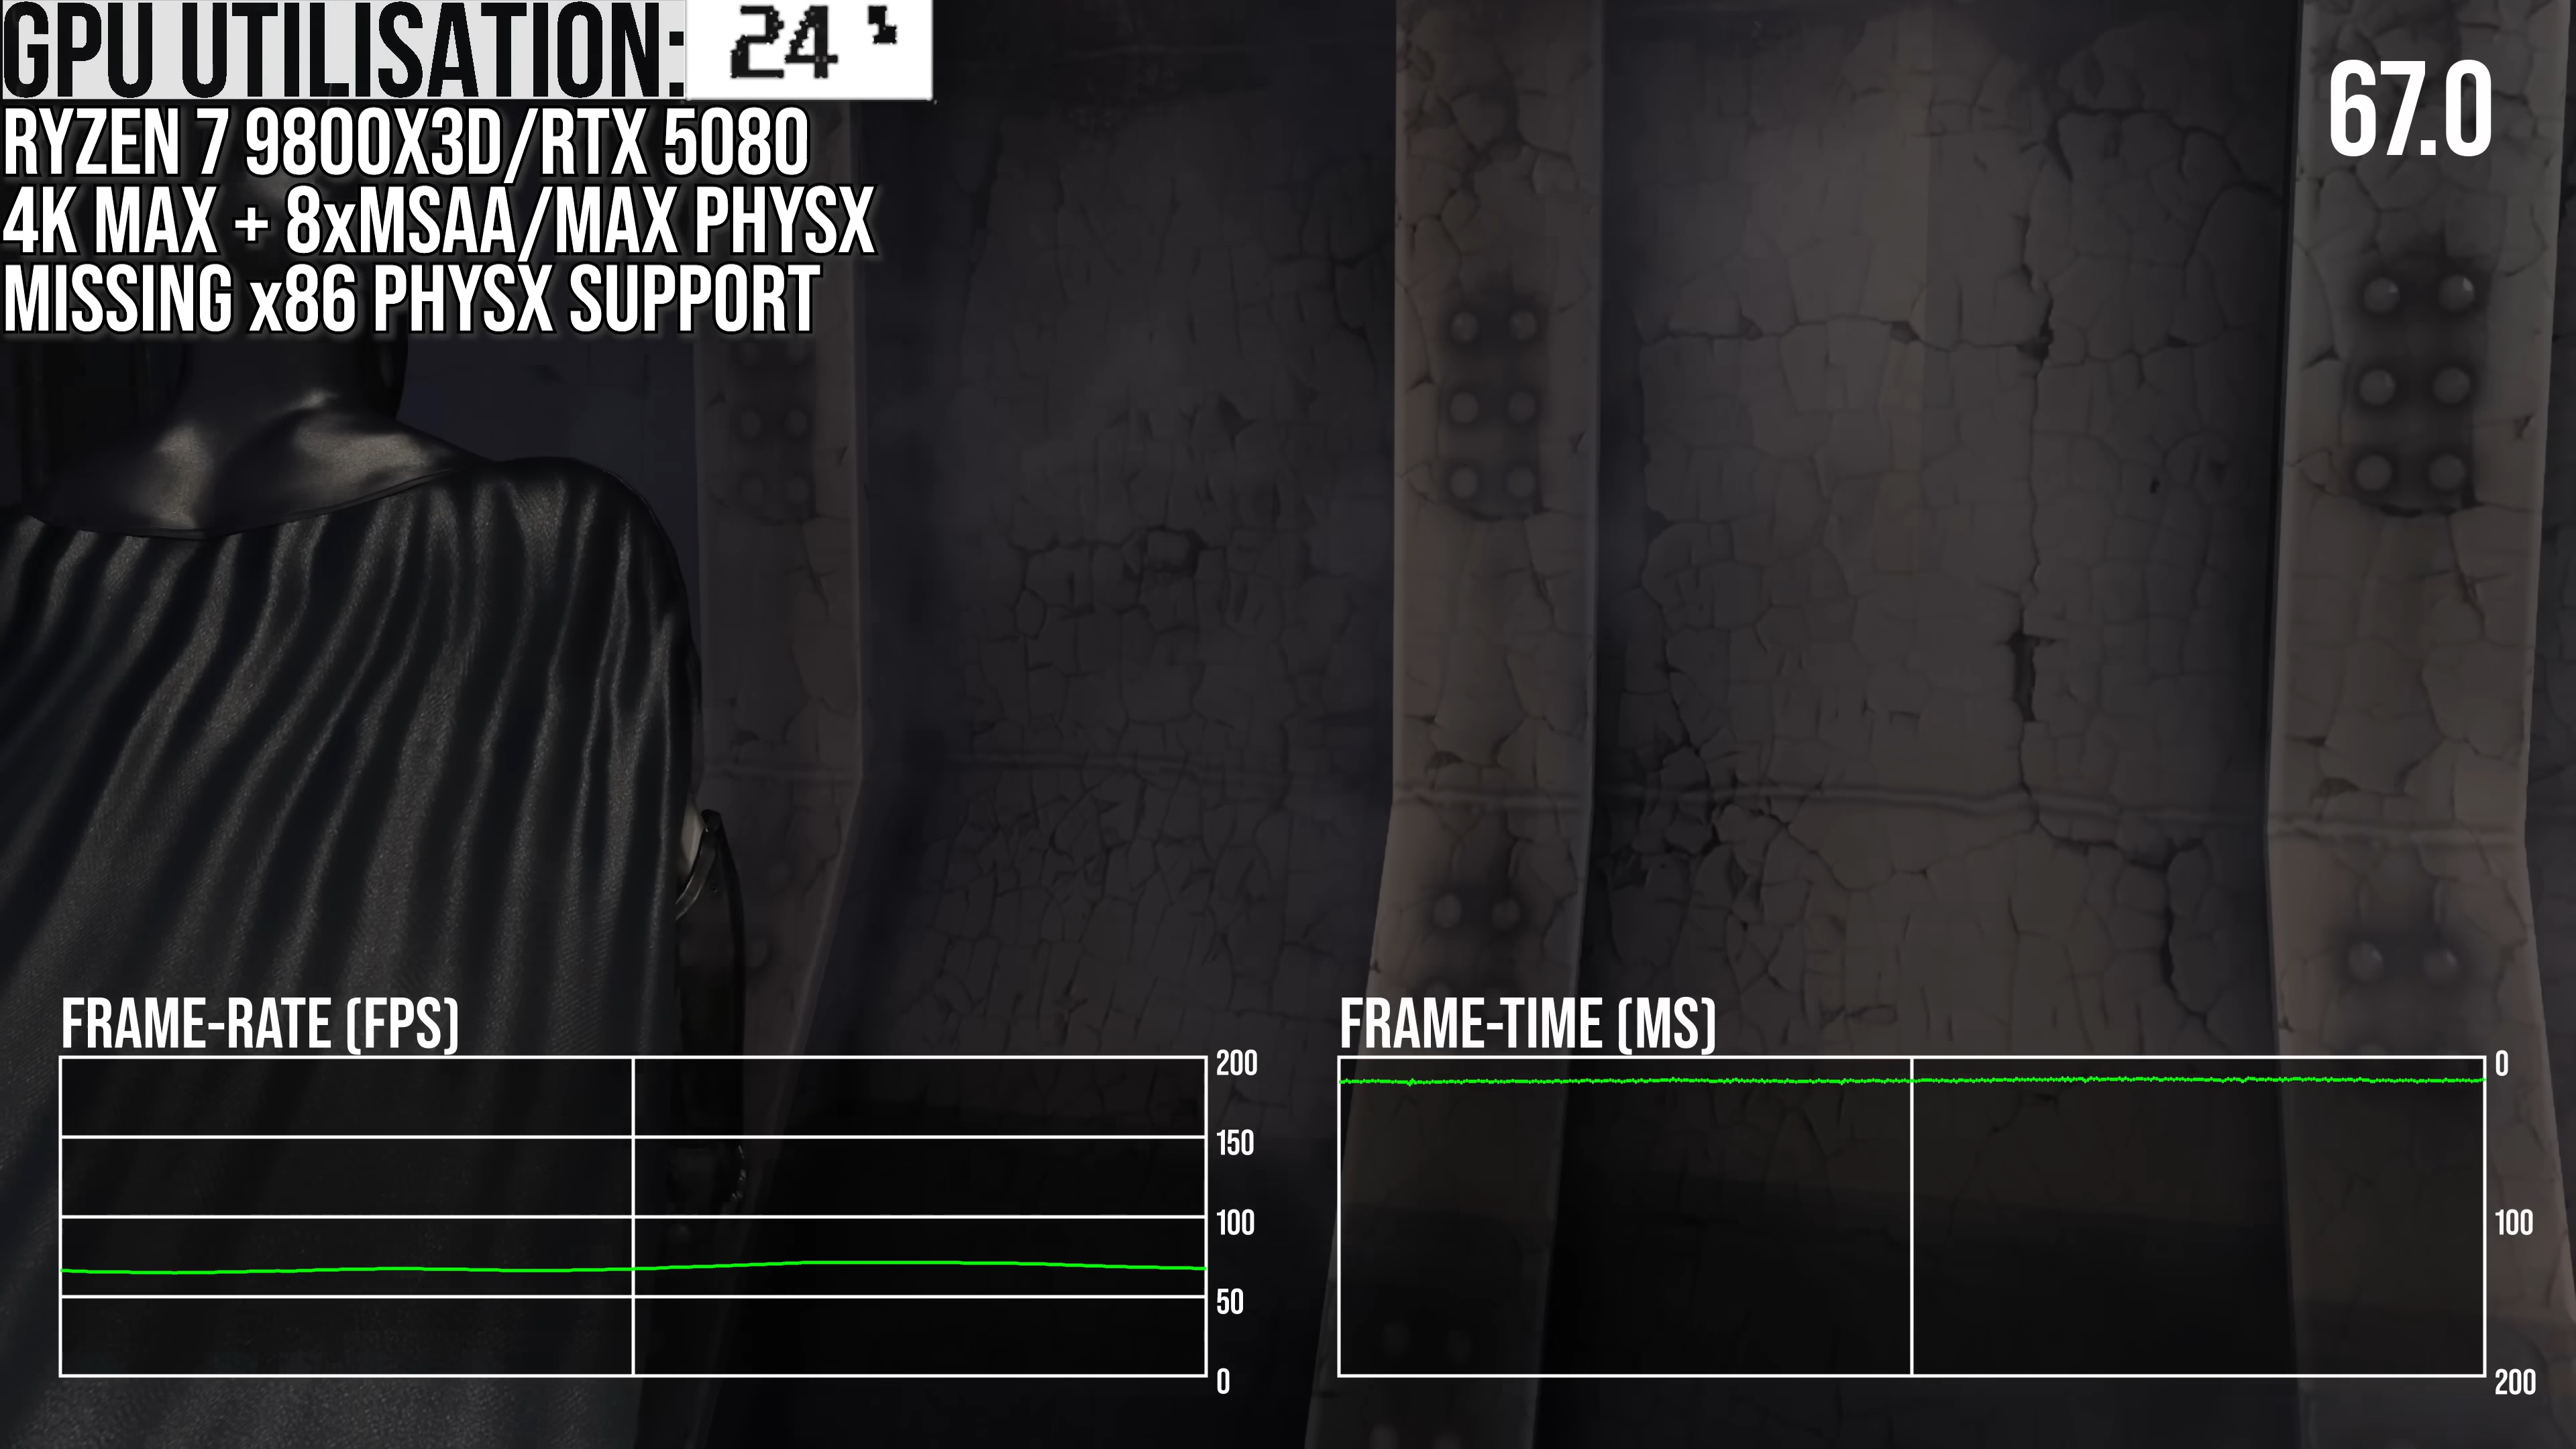 GPU UTILISATION: 24
67.0
RYZEN 7 9800X3D/RTX 5080
4K MAX + 8xMSAA/MAX PHYSX
MISSING x86 PHYSX SUPPORT
FRAME-RATE (FPS)
200
150
100
50
0
FRAME-TIME (MS)
0
100
200